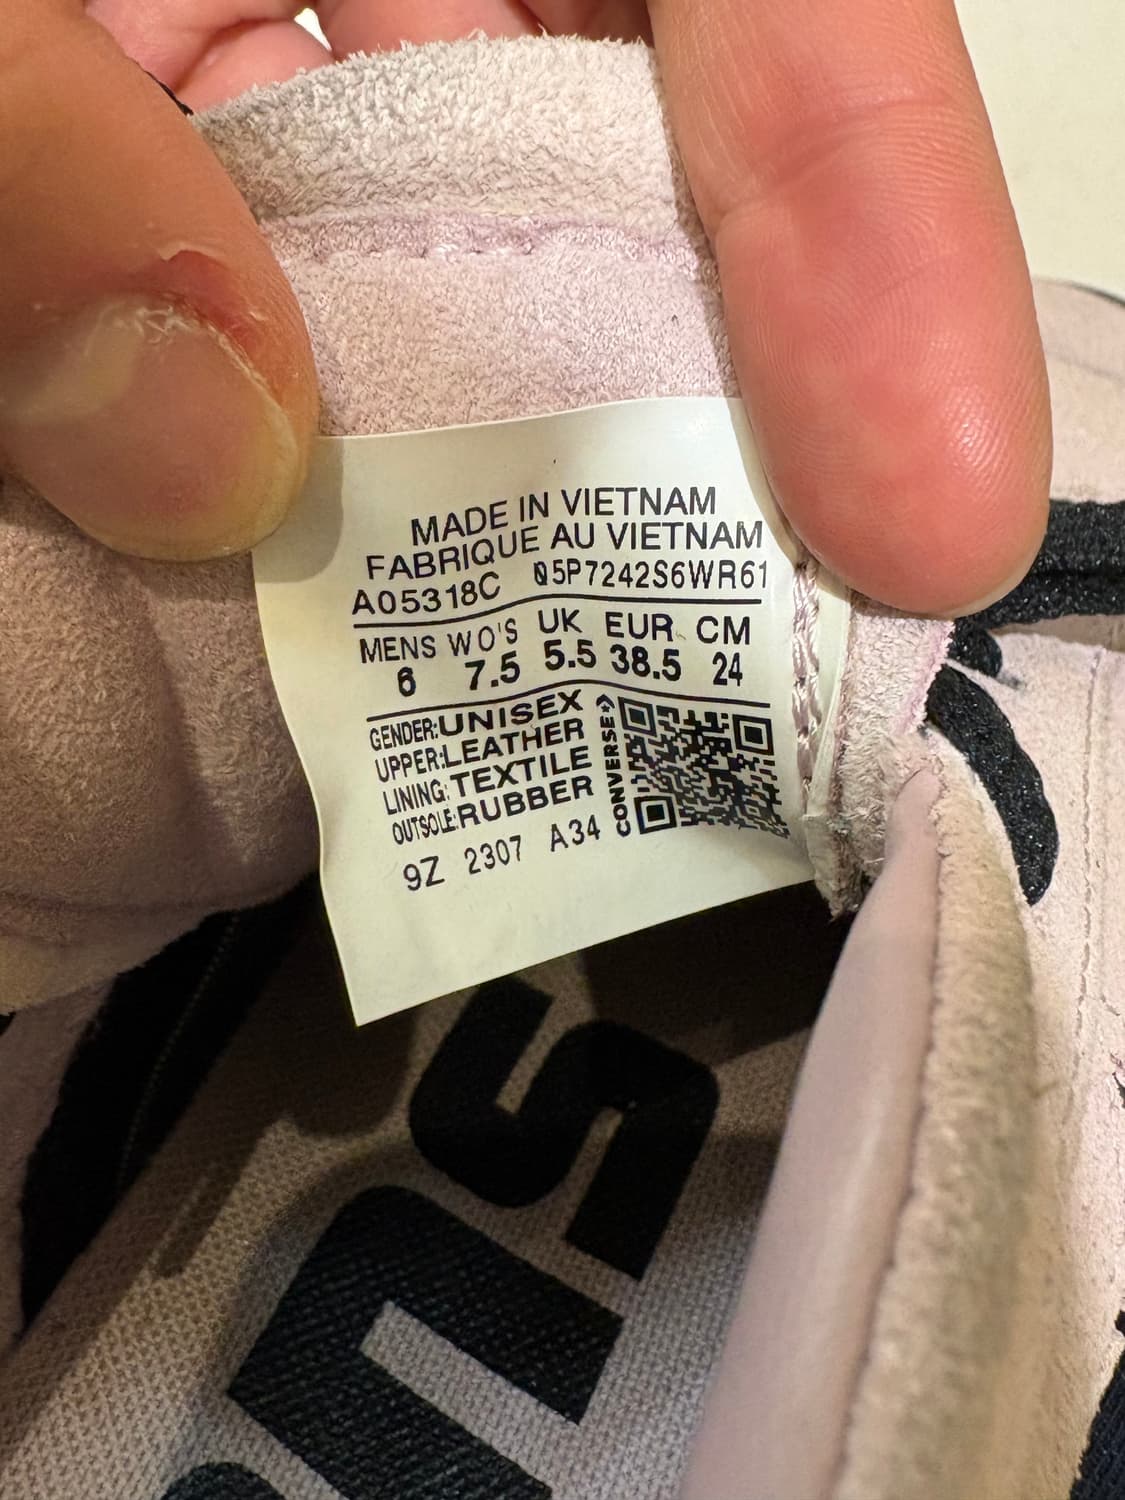 MADE IN VIETNAM
FABRIQUE AU VIETNAM
A05318C 05P7242S6WR61
MENS WO'S UK EUR CM
6 7.5 5.5 38.5 24
GENDER:UNISEX
UPPER:LEATHER
LINING:TEXTILE
OUTSOLE:RUBBER
CONVERSE
9Z 2307 A34